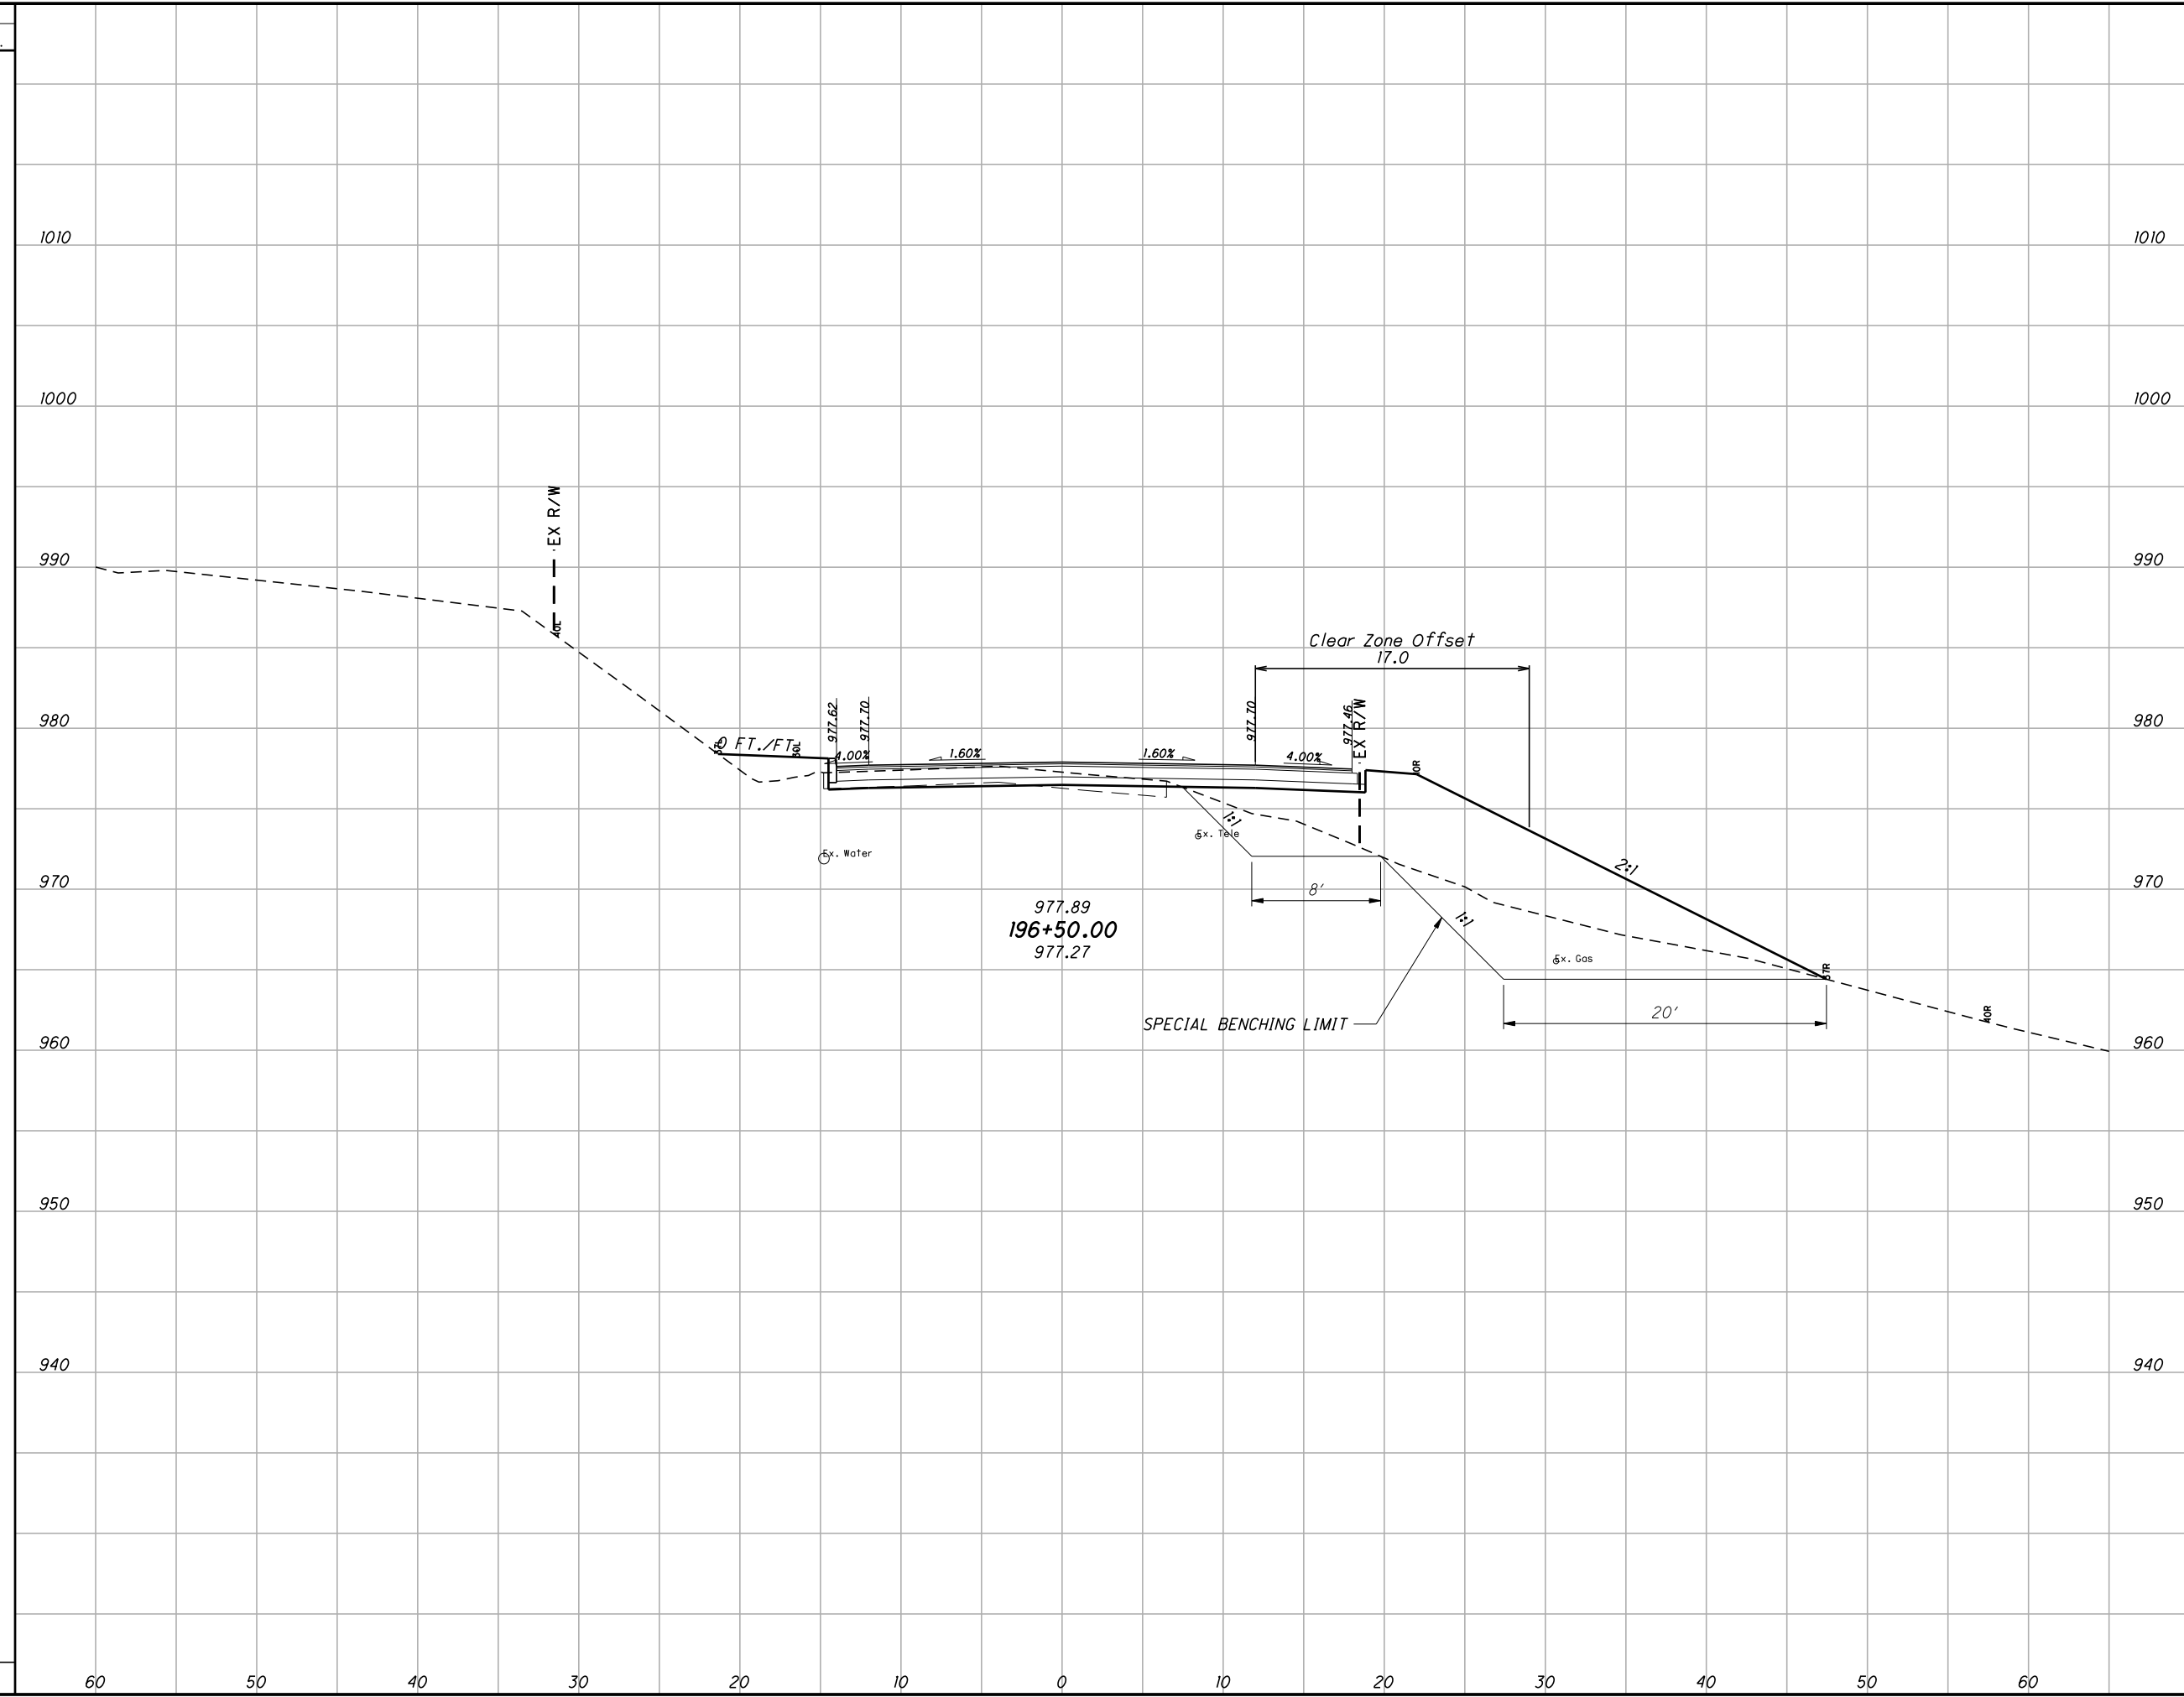 1010 1010
1000 1000
EX R/W
990 990
40L
Clear Zone Offset
17.0
977.62
977.70
977.70
977.46
EX R/W
980 980
0 FT./FT.
4.00%
1.60%
1.60%
4.00%
Ex. Tele
1:1
Ex. Water
2:1
970 970
8'
977.89
196+50.00
977.27
1:1
Ex. Gas
37R
SPECIAL BENCHING LIMIT
20'
40R
960 960
950 950
940 940
60 50 40 30 20 10 0 10 20 30 40 50 60